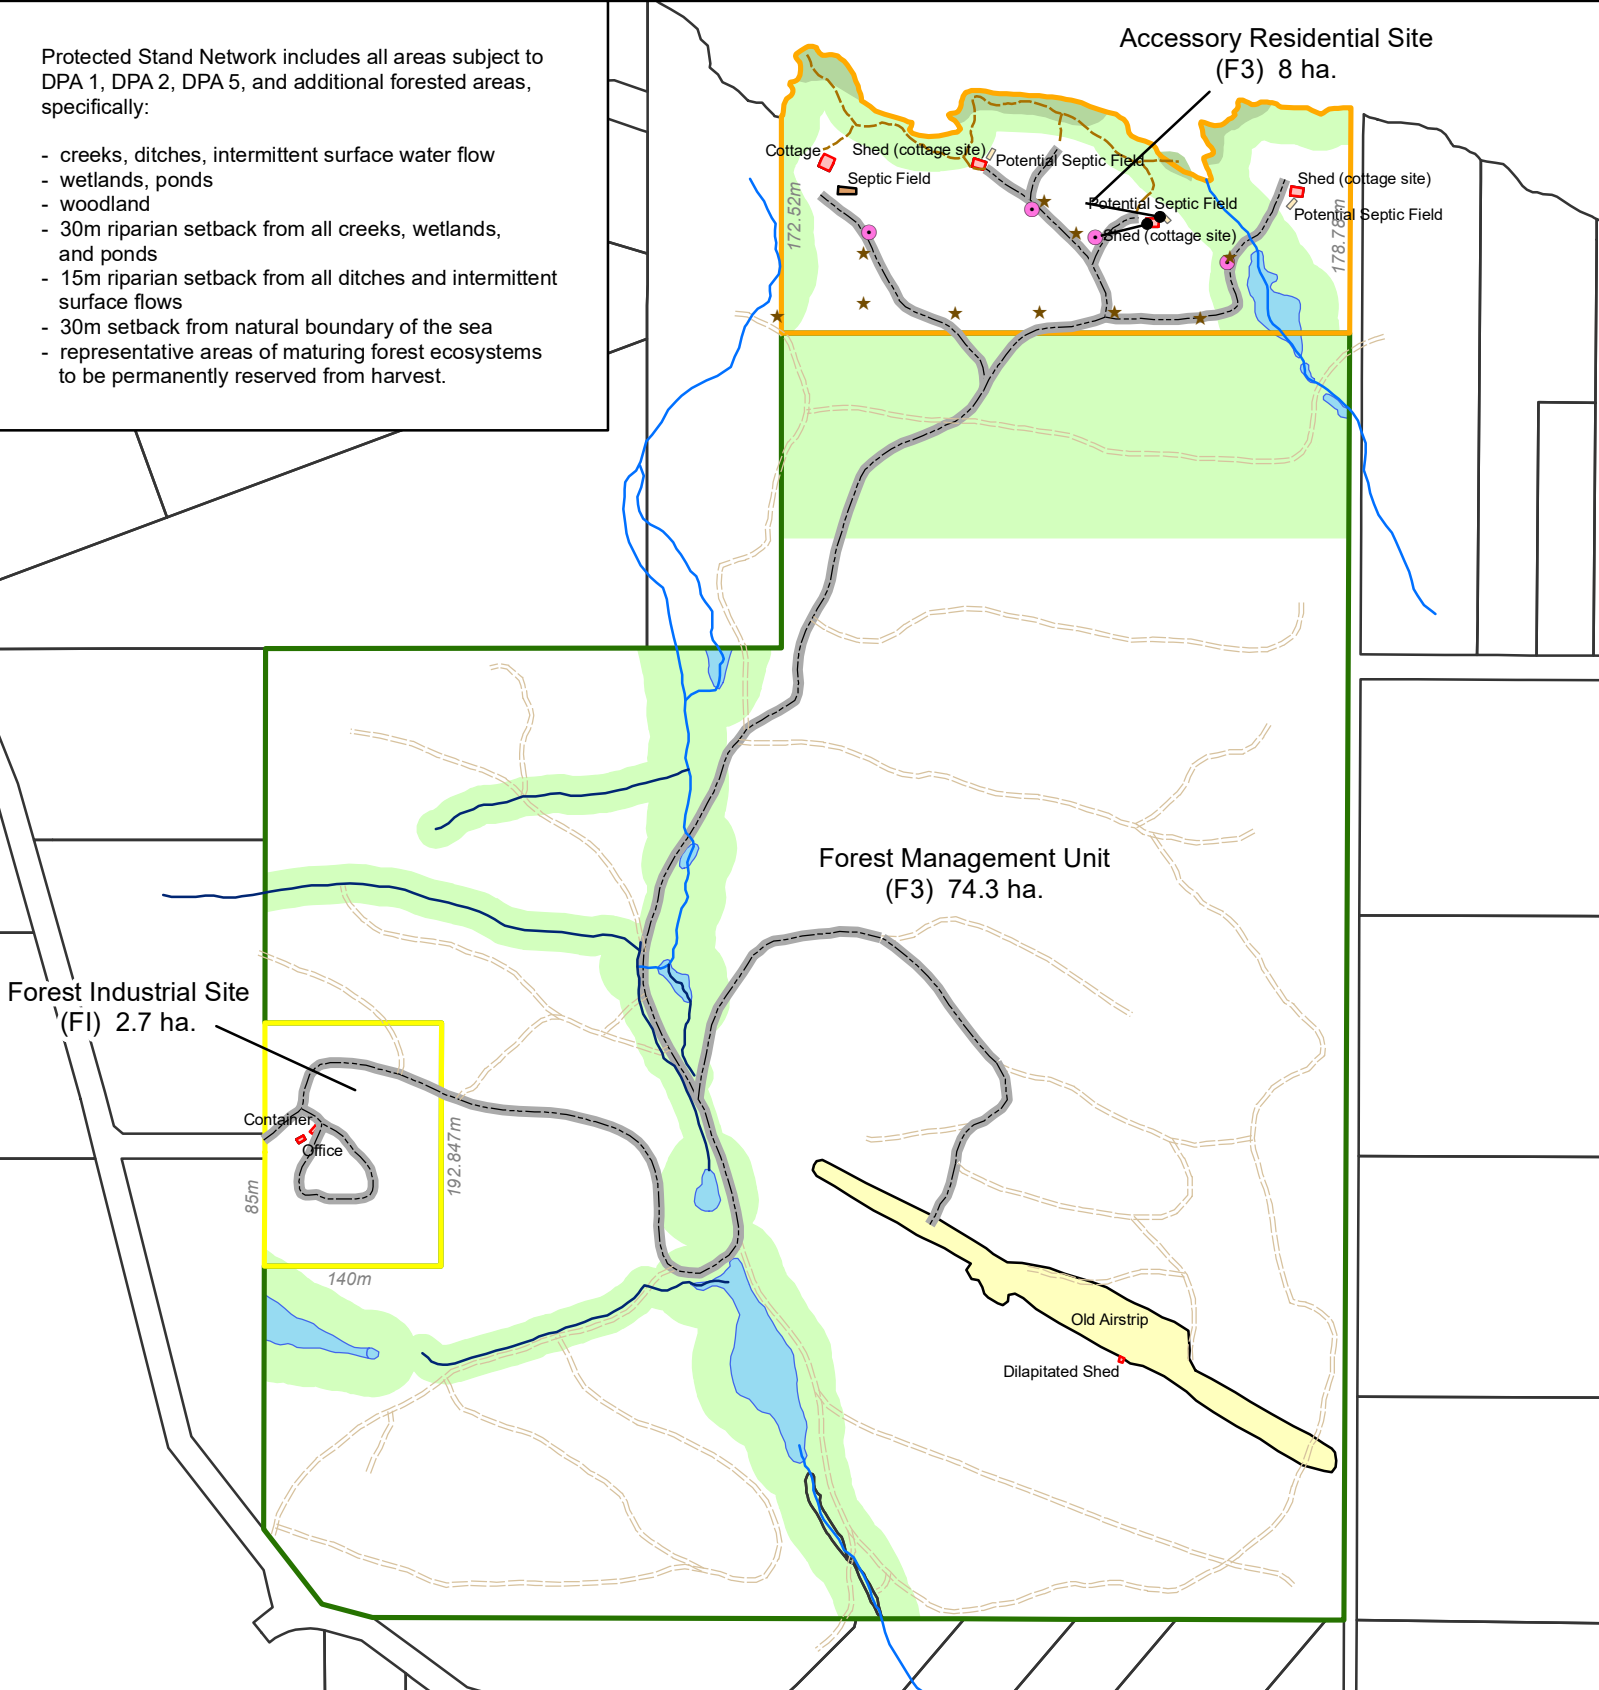 Protected Stand Network includes all areas subject to
DPA 1, DPA 2, DPA 5, and additional forested areas,
specifically:
- creeks, ditches, intermittent surface water flow
- wetlands, ponds
- woodland
- 30m riparian setback from all creeks, wetlands,
and ponds
- 15m riparian setback from all ditches and intermittent
surface flows
- 30m setback from natural boundary of the sea
- representative areas of maturing forest ecosystems
to be permanently reserved from harvest.
Accessory Residential Site
(F3) 8 ha.
Cottage
Shed (cottage site)
Potential Septic Field
Septic Field
Shed (cottage site)
Potential Septic Field
Potential Septic Field
Shed (cottage site)
172.52m
178.78m
Forest Management Unit
(F3) 74.3 ha.
Forest Industrial Site
(FI) 2.7 ha.
Container
Office
85m
192.847m
140m
Old Airstrip
Dilapitated Shed